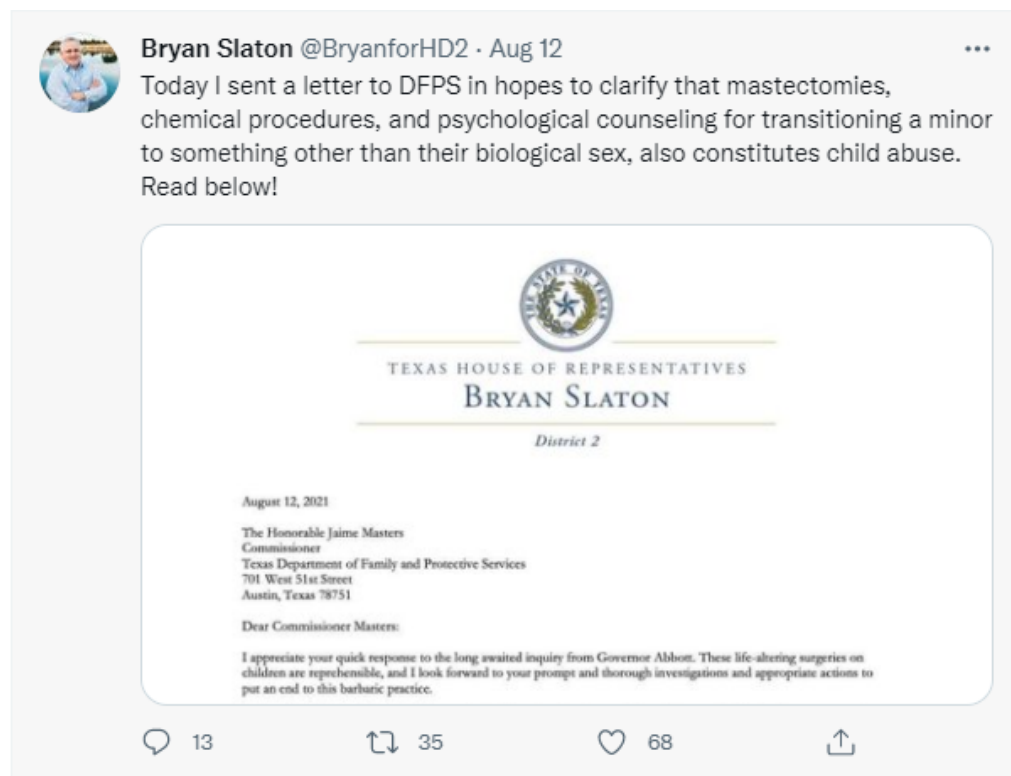 Bryan Slaton @BryanforHD2 · Aug 12
Today I sent a letter to DFPS in hopes to clarify that mastectomies,
chemical procedures, and psychological counseling for transitioning a minor
to something other than their biological sex, also constitutes child abuse.
Read below!
THE STATE OF TEXAS
TEXAS HOUSE OF REPRESENTATIVES
BRYAN SLATON
District 2
August 12, 2021
The Honorable Jaime Masters
Commissioner
Texas Department of Family and Protective Services
701 West 51st Street
Austin, Texas 78751
Dear Commissioner Masters:
I appreciate your quick response to the long awaited inquiry from Governor Abbott. These life-altering surgeries on
children are reprehensible, and I look forward to your prompt and thorough investigations and appropriate actions to
put an end to this barbaric practice.
13 35 68